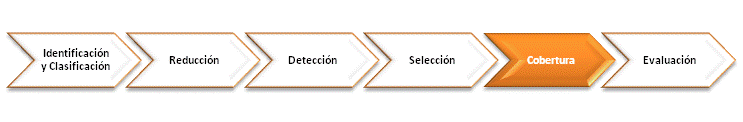 Identificación
y Clasificación
Reducción
Detección
Selección
Cobertura
Evaluación